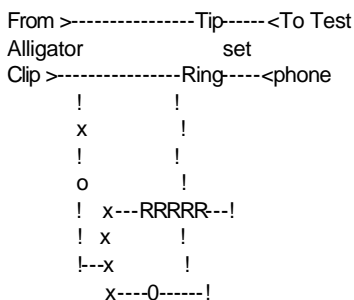 From >----------------Tip------<To Test
Alligator set
Clip >----------------Ring-----<phone
! !
x !
! !
o !
! x---RRRRR---!
! x !
!---x !
x----0------!